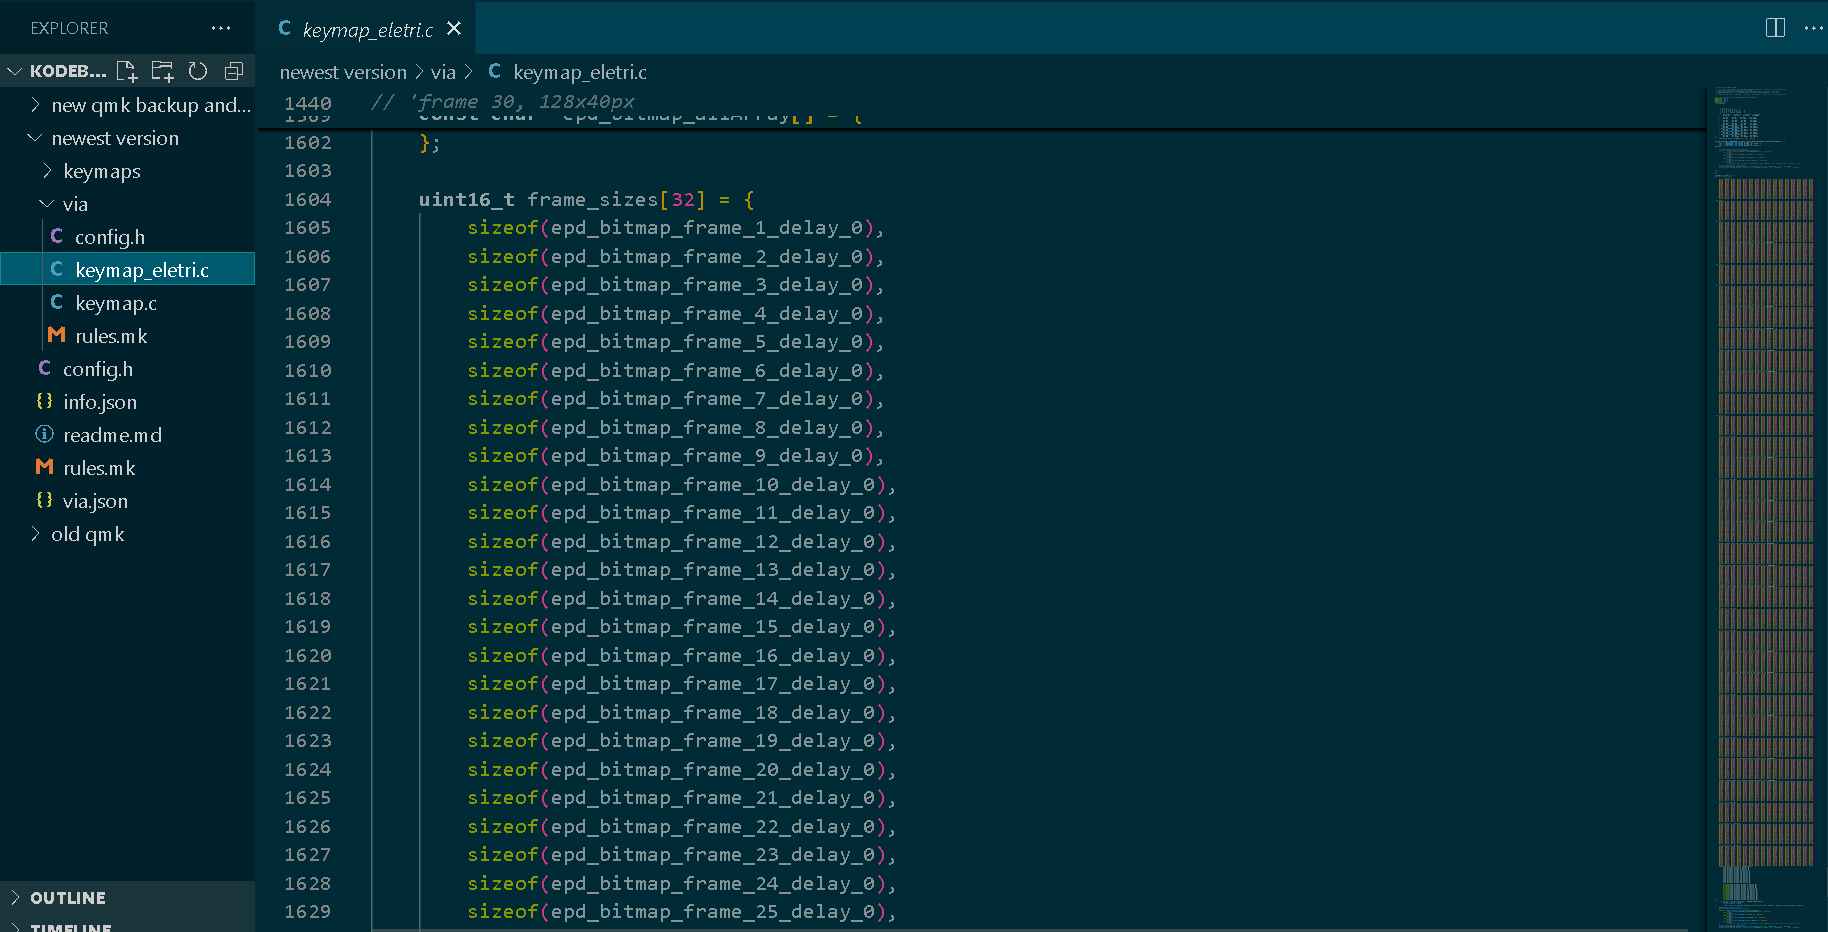 EXPLORER
KODEB...
new qmk backup and...
newest version
keymaps
via
config.h
keymap_eletri.c
keymap.c
rules.mk
config.h
info.json
readme.md
rules.mk
via.json
old qmk
OUTLINE
TIMELINE
keymap_eletri.c
newest version > via > C keymap_eletri.c
1440 // 'frame 30, 128x40px
1569 const char* epd_bitmap_allArray[] = {
1602 };
1603
1604 uint16_t frame_sizes[32] = {
1605 sizeof(epd_bitmap_frame_1_delay_0),
1606 sizeof(epd_bitmap_frame_2_delay_0),
1607 sizeof(epd_bitmap_frame_3_delay_0),
1608 sizeof(epd_bitmap_frame_4_delay_0),
1609 sizeof(epd_bitmap_frame_5_delay_0),
1610 sizeof(epd_bitmap_frame_6_delay_0),
1611 sizeof(epd_bitmap_frame_7_delay_0),
1612 sizeof(epd_bitmap_frame_8_delay_0),
1613 sizeof(epd_bitmap_frame_9_delay_0),
1614 sizeof(epd_bitmap_frame_10_delay_0),
1615 sizeof(epd_bitmap_frame_11_delay_0),
1616 sizeof(epd_bitmap_frame_12_delay_0),
1617 sizeof(epd_bitmap_frame_13_delay_0),
1618 sizeof(epd_bitmap_frame_14_delay_0),
1619 sizeof(epd_bitmap_frame_15_delay_0),
1620 sizeof(epd_bitmap_frame_16_delay_0),
1621 sizeof(epd_bitmap_frame_17_delay_0),
1622 sizeof(epd_bitmap_frame_18_delay_0),
1623 sizeof(epd_bitmap_frame_19_delay_0),
1624 sizeof(epd_bitmap_frame_20_delay_0),
1625 sizeof(epd_bitmap_frame_21_delay_0),
1626 sizeof(epd_bitmap_frame_22_delay_0),
1627 sizeof(epd_bitmap_frame_23_delay_0),
1628 sizeof(epd_bitmap_frame_24_delay_0),
1629 sizeof(epd_bitmap_frame_25_delay_0),